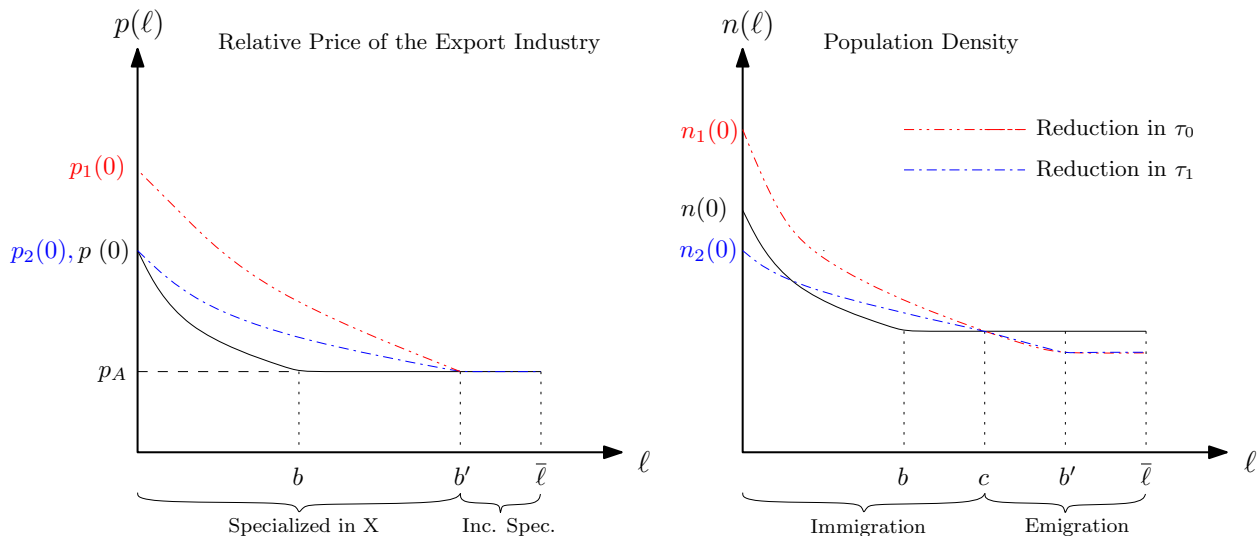 p(ℓ)
Relative Price of the Export Industry
p₁(0)
p₂(0), p (0)
p_A
b
b′
ℓ̅
ℓ
Specialized in X
Inc. Spec.
n(ℓ)
Population Density
n₁(0)
Reduction in τ₀
Reduction in τ₁
n(0)
n₂(0)
b
c
b′
ℓ̅
ℓ
Immigration
Emigration